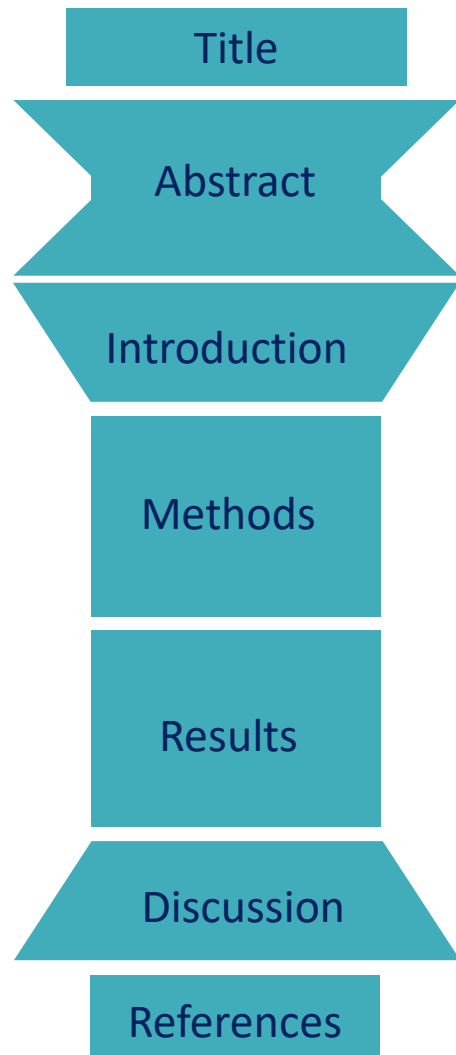 Title
Abstract
Introduction
Methods
Results
Discussion
References